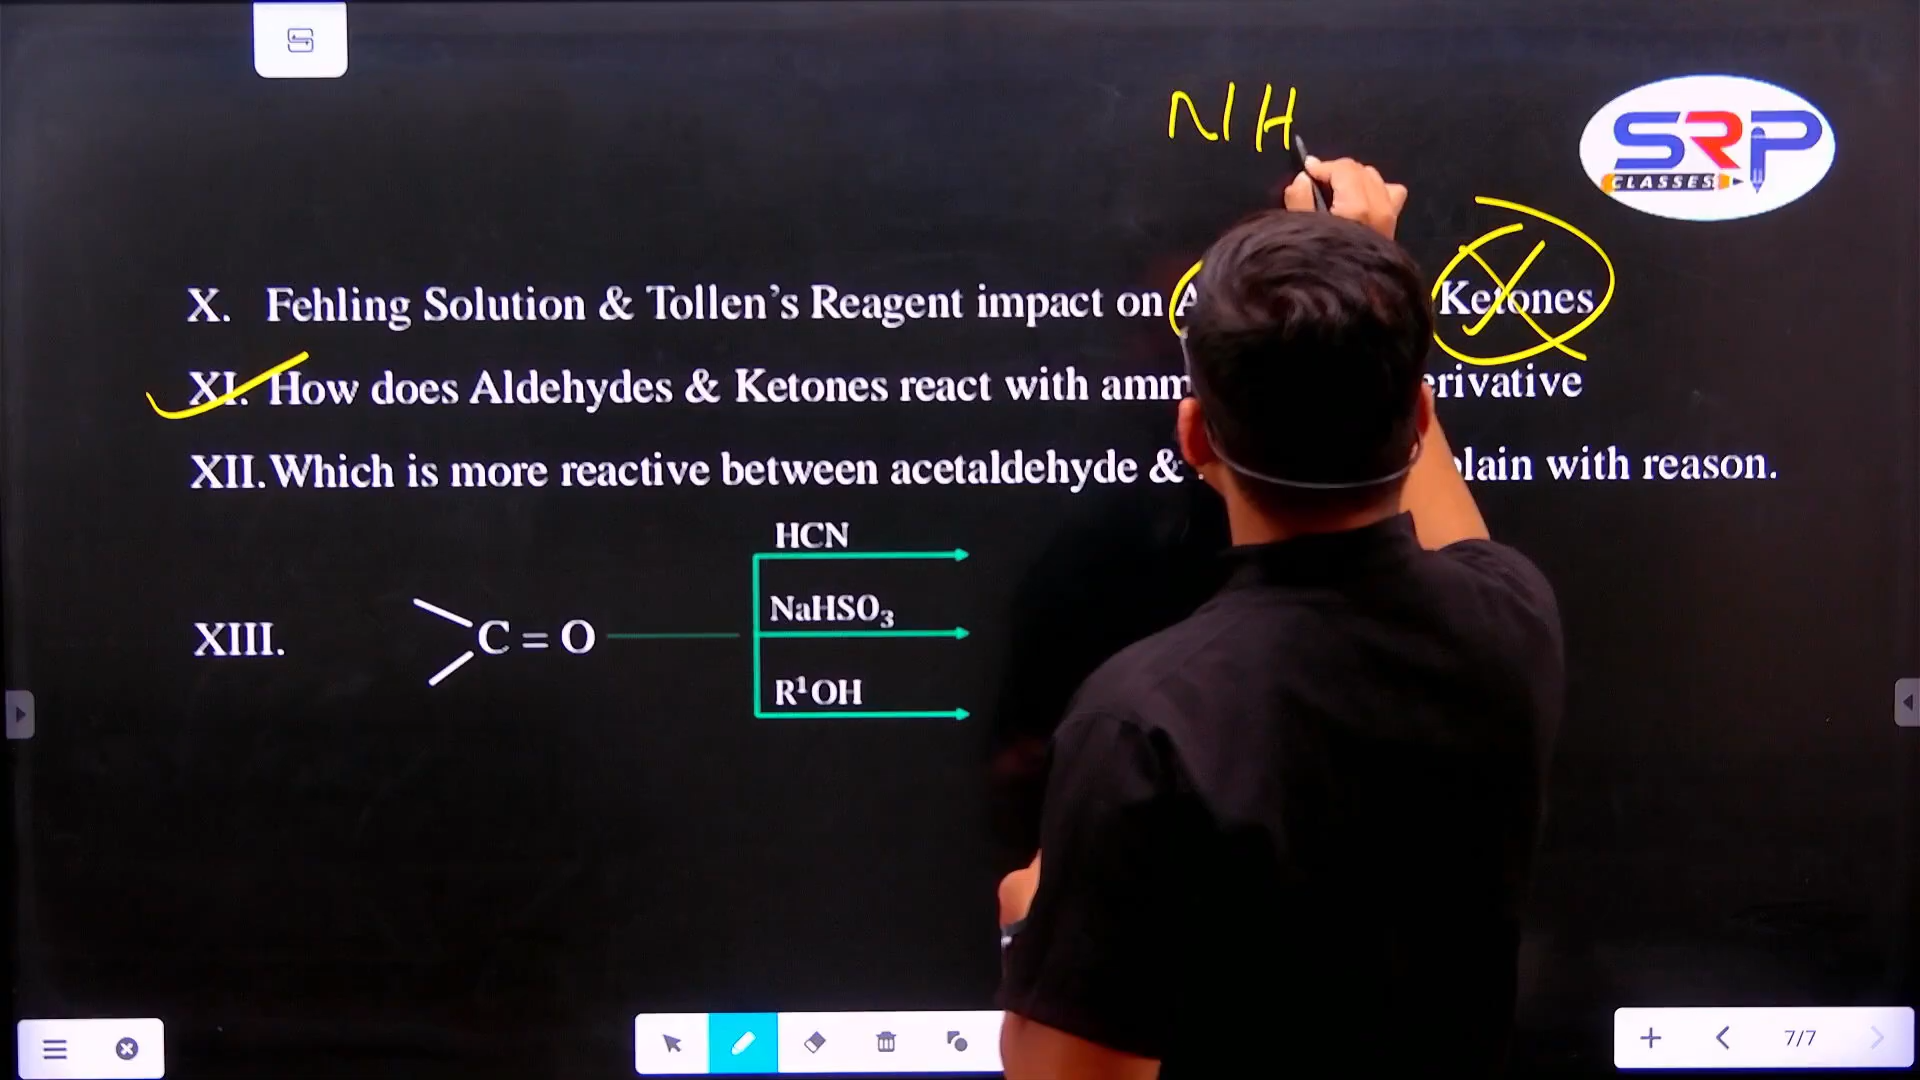 NH
SRP
CLASSES
X. Fehling Solution & Tollen's Reagent impact on A Ketones
XI. How does Aldehydes & Ketones react with amm erivative
XII. Which is more reactive between acetaldehyde & plain with reason.
HCN
NaHSO₃
XIII. C = O
R¹OH
7/7